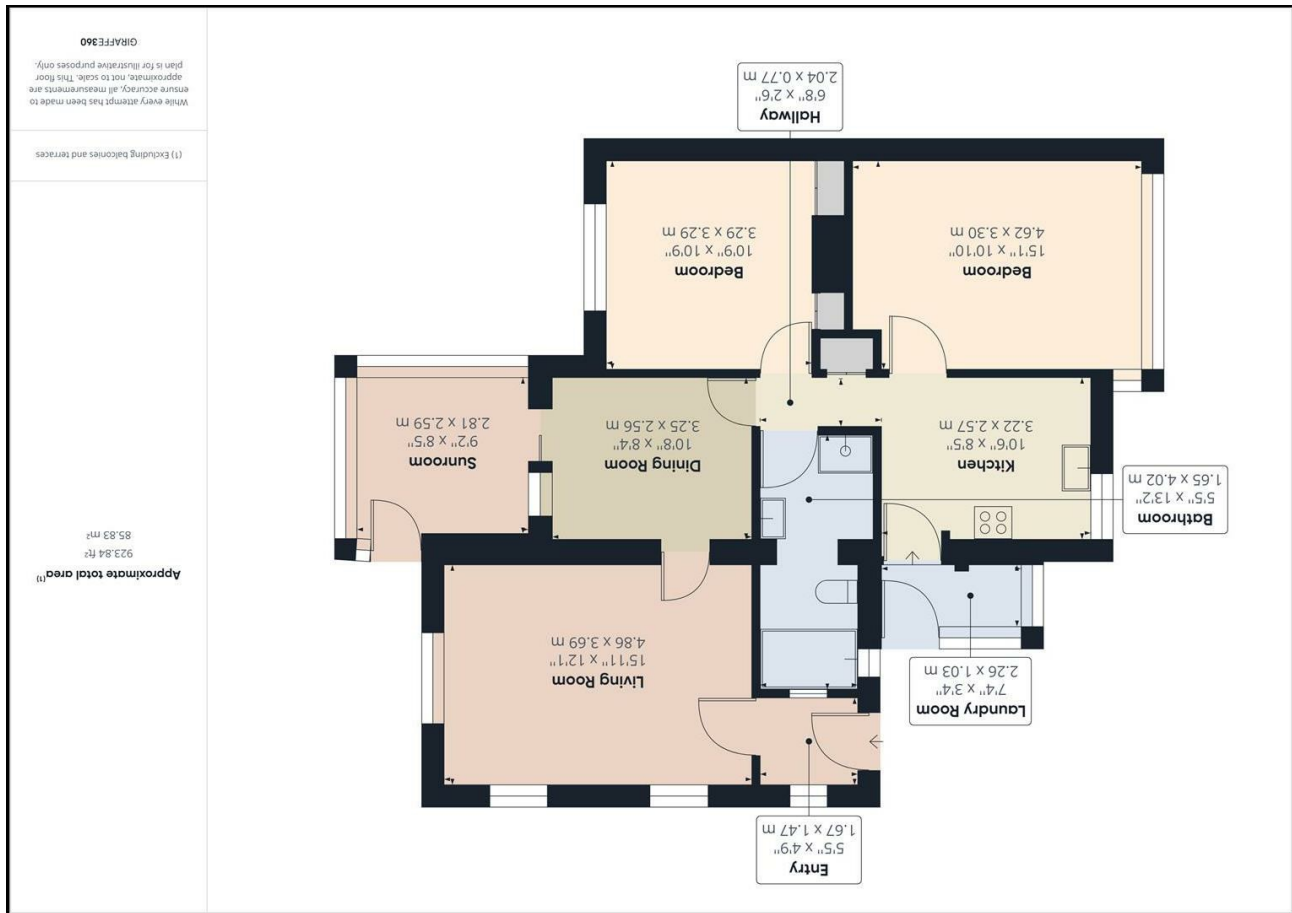 Entry
5'5" x 4'9"
1.67 x 1.47 m
Laundry Room
7'4" x 3'4"
2.26 x 1.03 m
Living Room
15'11" x 12'1"
4.86 x 3.69 m
Bathroom
5'5" x 13'2"
1.65 x 4.02 m
Kitchen
10'6" x 8'5"
3.22 x 2.57 m
Dining Room
10'8" x 8'4"
3.25 x 2.56 m
Sunroom
9'2" x 8'5"
2.81 x 2.59 m
Bedroom
15'1" x 10'10"
4.62 x 3.30 m
Bedroom
10'9" x 10'9"
3.29 x 3.29 m
Hallway
6'8" x 2'6"
2.04 x 0.77 m
Approximate total area(1)
923.84 ft²
85.83 m²
(1) Excluding balconies and terraces
While every attempt has been made to
ensure accuracy, all measurements are
approximate, not to scale. This floor
plan is for illustrative purposes only.
GIRAFFE360